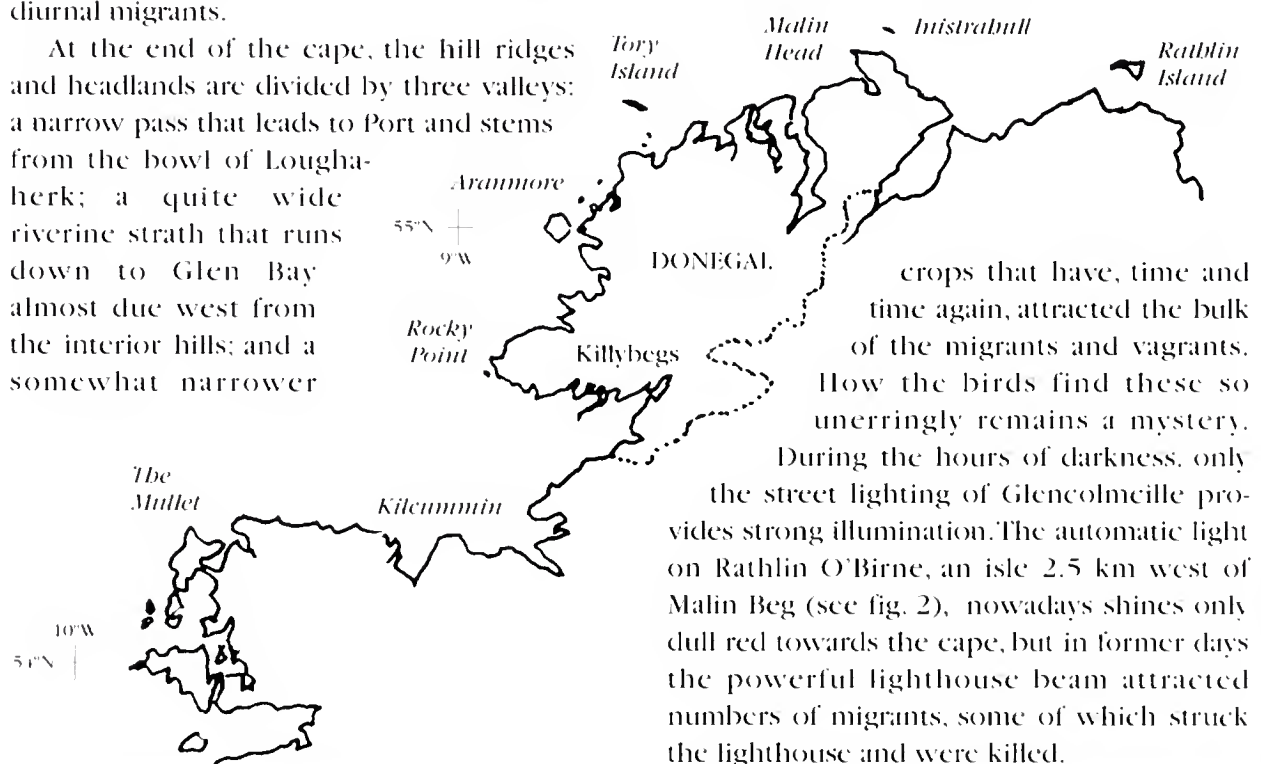 diurnal migrants.
At the end of the cape, the hill ridges
and headlands are divided by three valleys:
a narrow pass that leads to Port and stems
from the bowl of Lougha-
herk; a quite wide
riverine strath that runs
down to Glen Bay
almost due west from
the interior hills; and a
somewhat narrower
Tory
Island
Malin
Head
Inistrahull
Rathlin
Island
Aranmore
55°N
9°W
DONEGAL
Rocky
Point
Killybegs
The
Mullet
Kilcummin
10°W
54°N
crops that have, time and
time again, attracted the bulk
of the migrants and vagrants.
How the birds find these so
unerringly remains a mystery.
During the hours of darkness, only
the street lighting of Glencolmcille pro-
vides strong illumination. The automatic light
on Rathlin O'Birne, an isle 2.5 km west of
Malin Beg (see fig. 2), nowadays shines only
dull red towards the cape, but in former days
the powerful lighthouse beam attracted
numbers of migrants, some of which struck
the lighthouse and were killed.